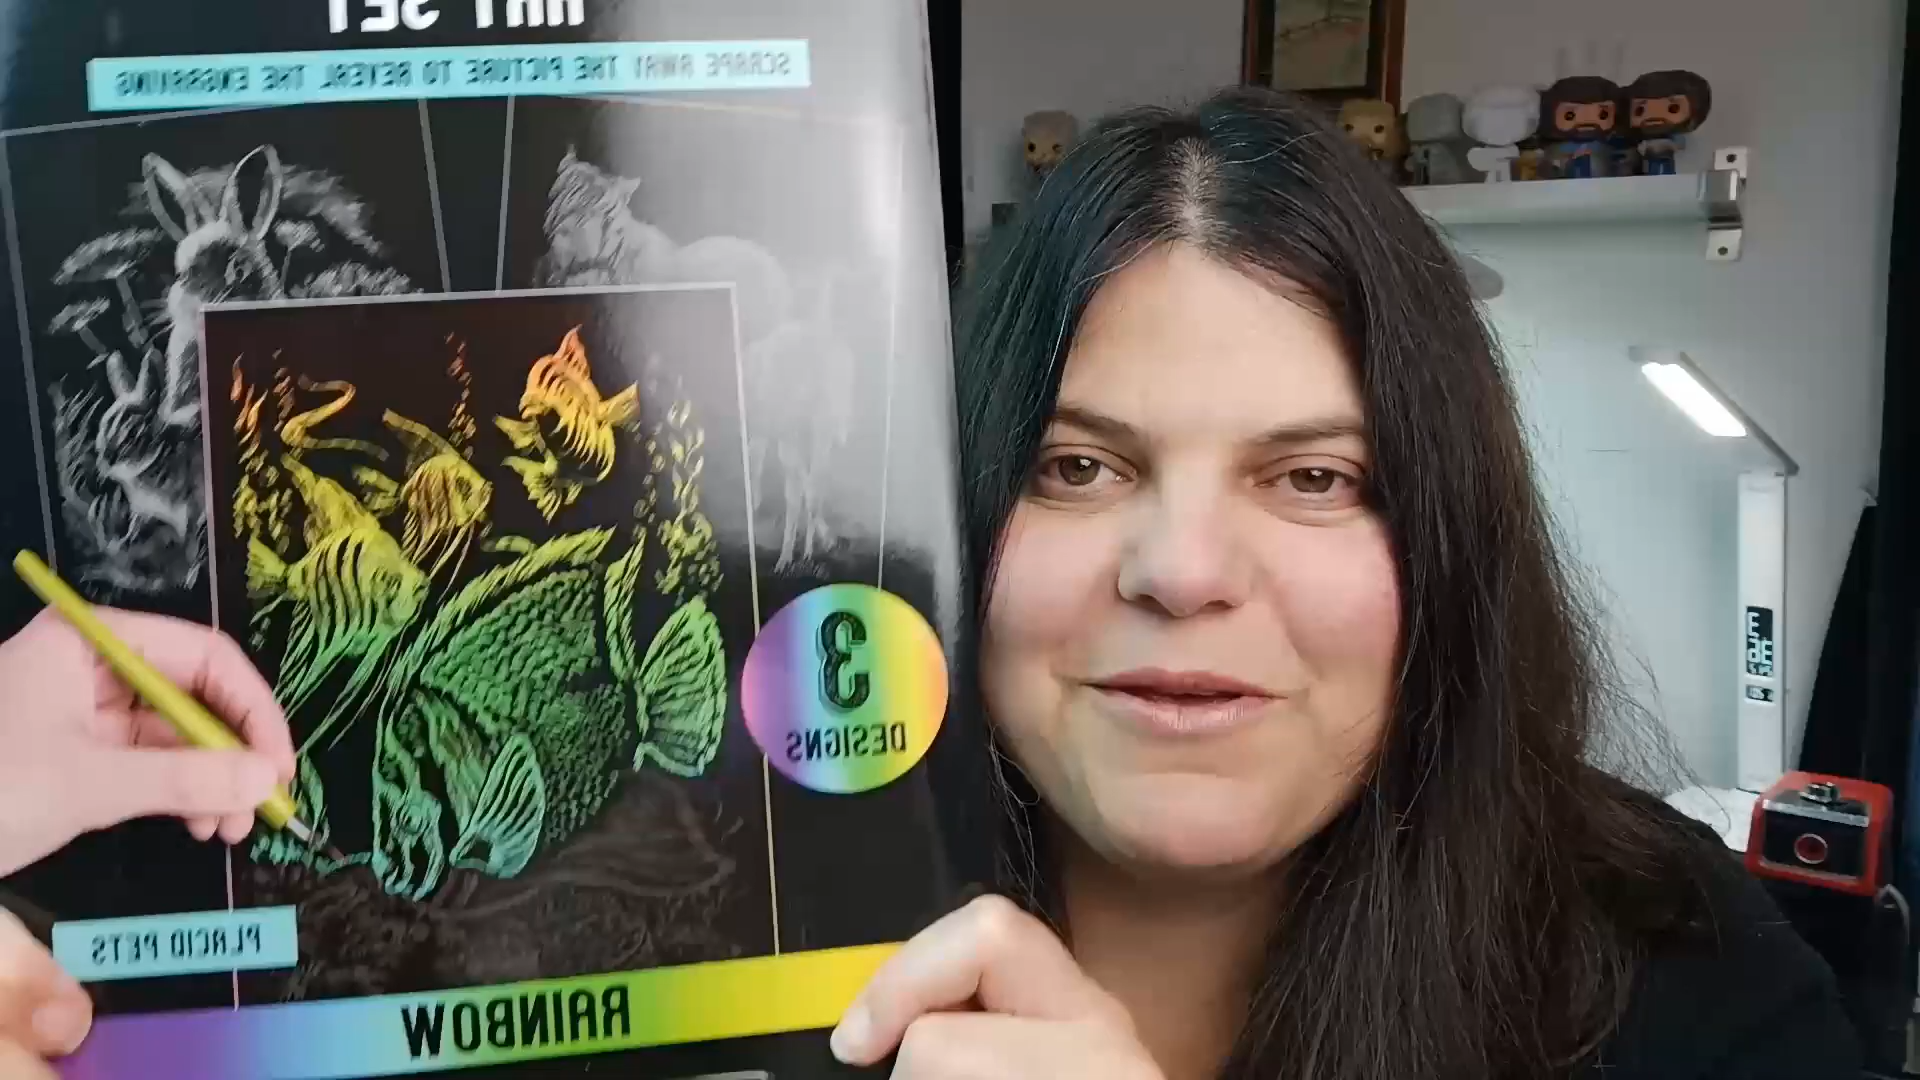 ART SET
SCRAPE AWAY THE PICTURE TO REVEAL THE ENGRAVING
3
DESIGNS
PLACID PETS
RAINBOW